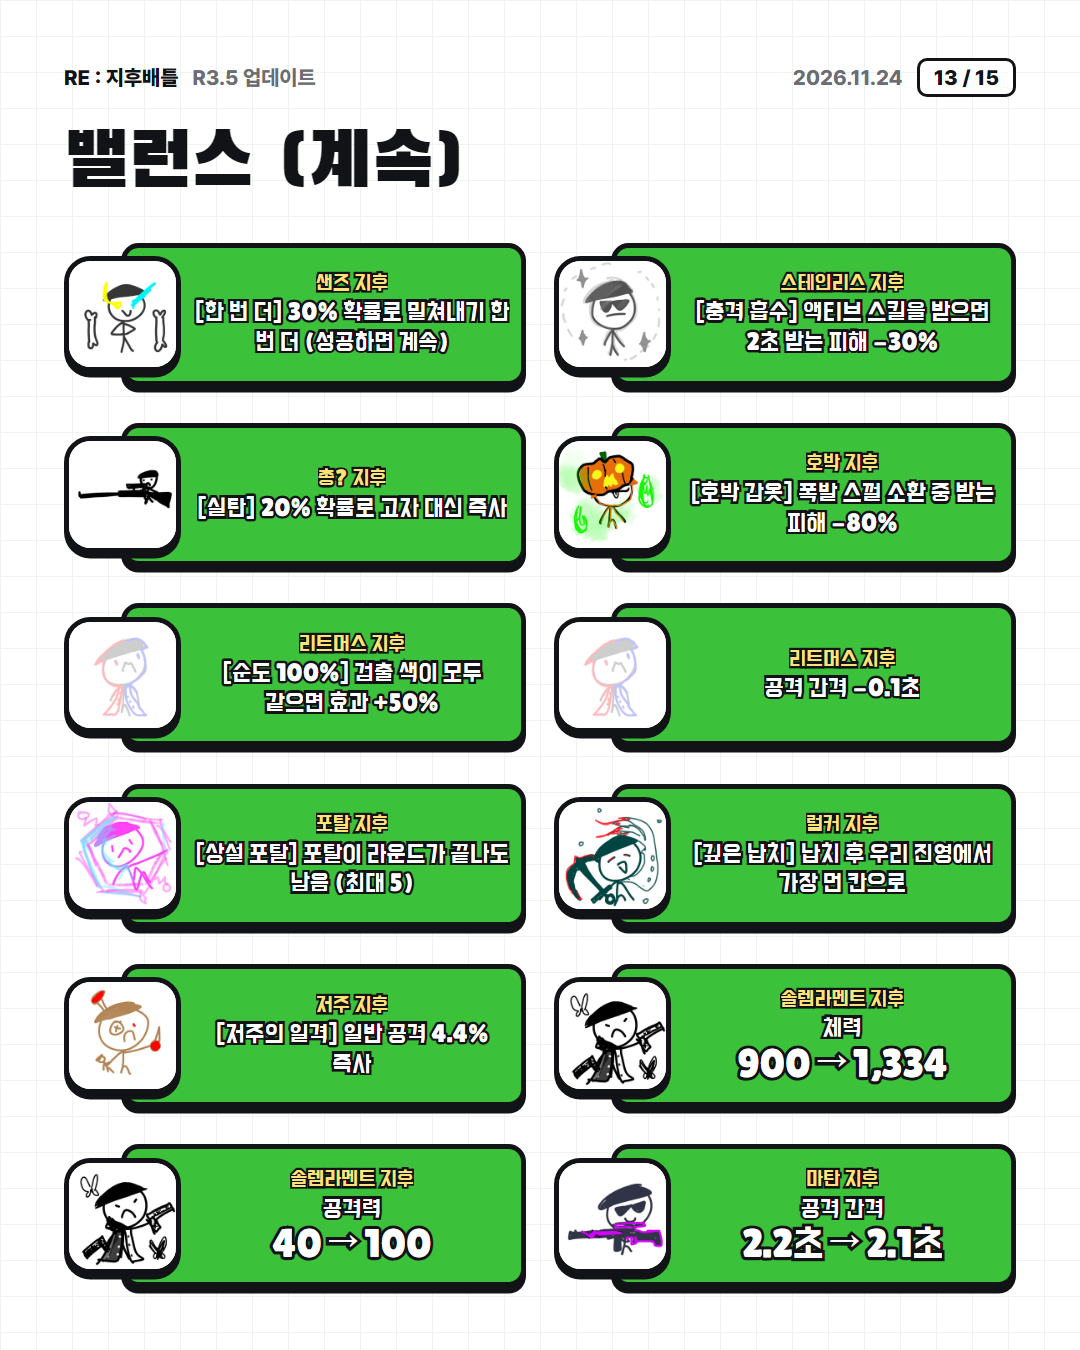 RE : 지후배틀 R3.5 업데이트
2026.11.24 13 / 15
밸런스 (계속)
샌즈 지후
[한 번 더] 30% 확률로 밀쳐내기 한
번 더 (성공하면 계속)
스테인리스 지후
[충격 흡수] 액티브 스킬을 받으면
2초 받는 피해 -30%
총? 지후
[실탄] 20% 확률로 고자 대신 즉사
호박 지후
[호박 갑옷] 폭발 스껄 소환 중 받는
피해 -80%
리트머스 지후
[순도 100%] 검출 색이 모두
같으면 효과 +50%
리트머스 지후
공격 간격 -0.1초
포탈 지후
[상설 포탈] 포탈이 라운드가 끝나도
남음 (최대 5)
럴커 지후
[깊은 납치] 납치 후 우리 진영에서
가장 먼 칸으로
저주 지후
[저주의 일격] 일반 공격 4.4%
즉사
솔렘라멘트 지후
체력
900 → 1,334
솔렘라멘트 지후
공격력
40 → 100
마탄 지후
공격 간격
2.2초 → 2.1초